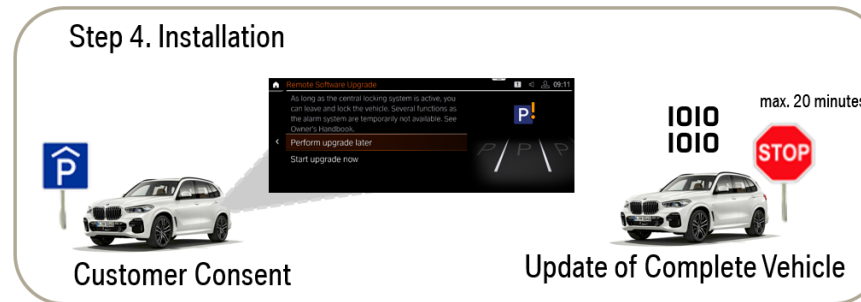 Step 4. Installation
Remote Software Upgrade
09:11
As long as the central locking system is active, you
can leave and lock the vehicle. Several functions as
the alarm system are temporarily not available. See
Owner's Handbook.
Perform upgrade later
Start upgrade now
P!
P P P
P
Customer Consent
IOIO
IOIO
max. 20 minutes
STOP
Update of Complete Vehicle